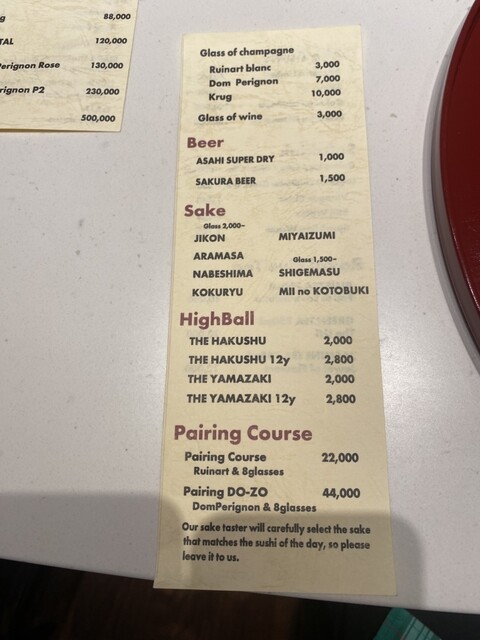 88,000
120,000
Rose 130,000
P2 230,000
500,000
Glass of champagne
Ruinart blanc 3,000
Dom Perignon 7,000
Krug 10,000
Glass of wine 3,000
Beer
ASAHI SUPER DRY 1,000
SAKURA BEER 1,500
Sake
Glass 2,000~
JIKON MIYAIZUMI
ARAMASA Glass 1,500~
NABESHIMA SHIGEMASU
KOKURYU MII no KOTOBUKI
HighBall
THE HAKUSHU 2,000
THE HAKUSHU 12y 2,800
THE YAMAZAKI 2,000
THE YAMAZAKI 12y 2,800
Pairing Course
Pairing Course 22,000
Ruinart & 8glasses
Pairing DO-ZO 44,000
DomPerignon & 8glasses
Our sake taster will carefully select the sake
that matches the sushi of the day, so please
leave it to us.